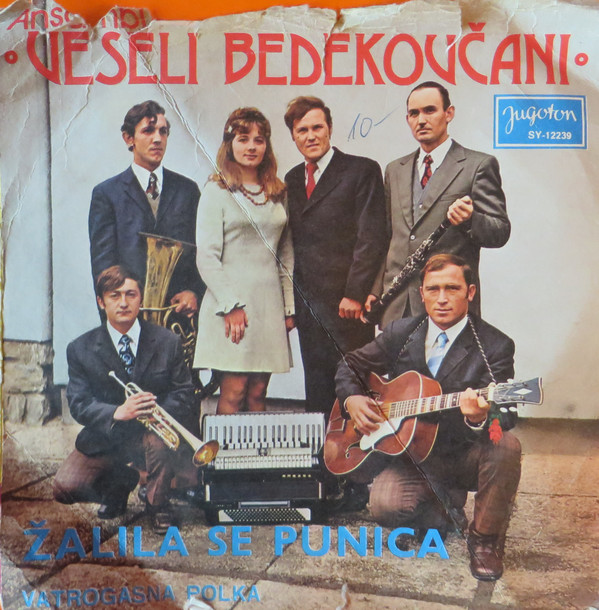 ANSAMBL
VESELI BEDEKOVČANI
Jugoton
SY-12239
10-
ŽALILA SE PUNICA
VATROGASNA POLKA